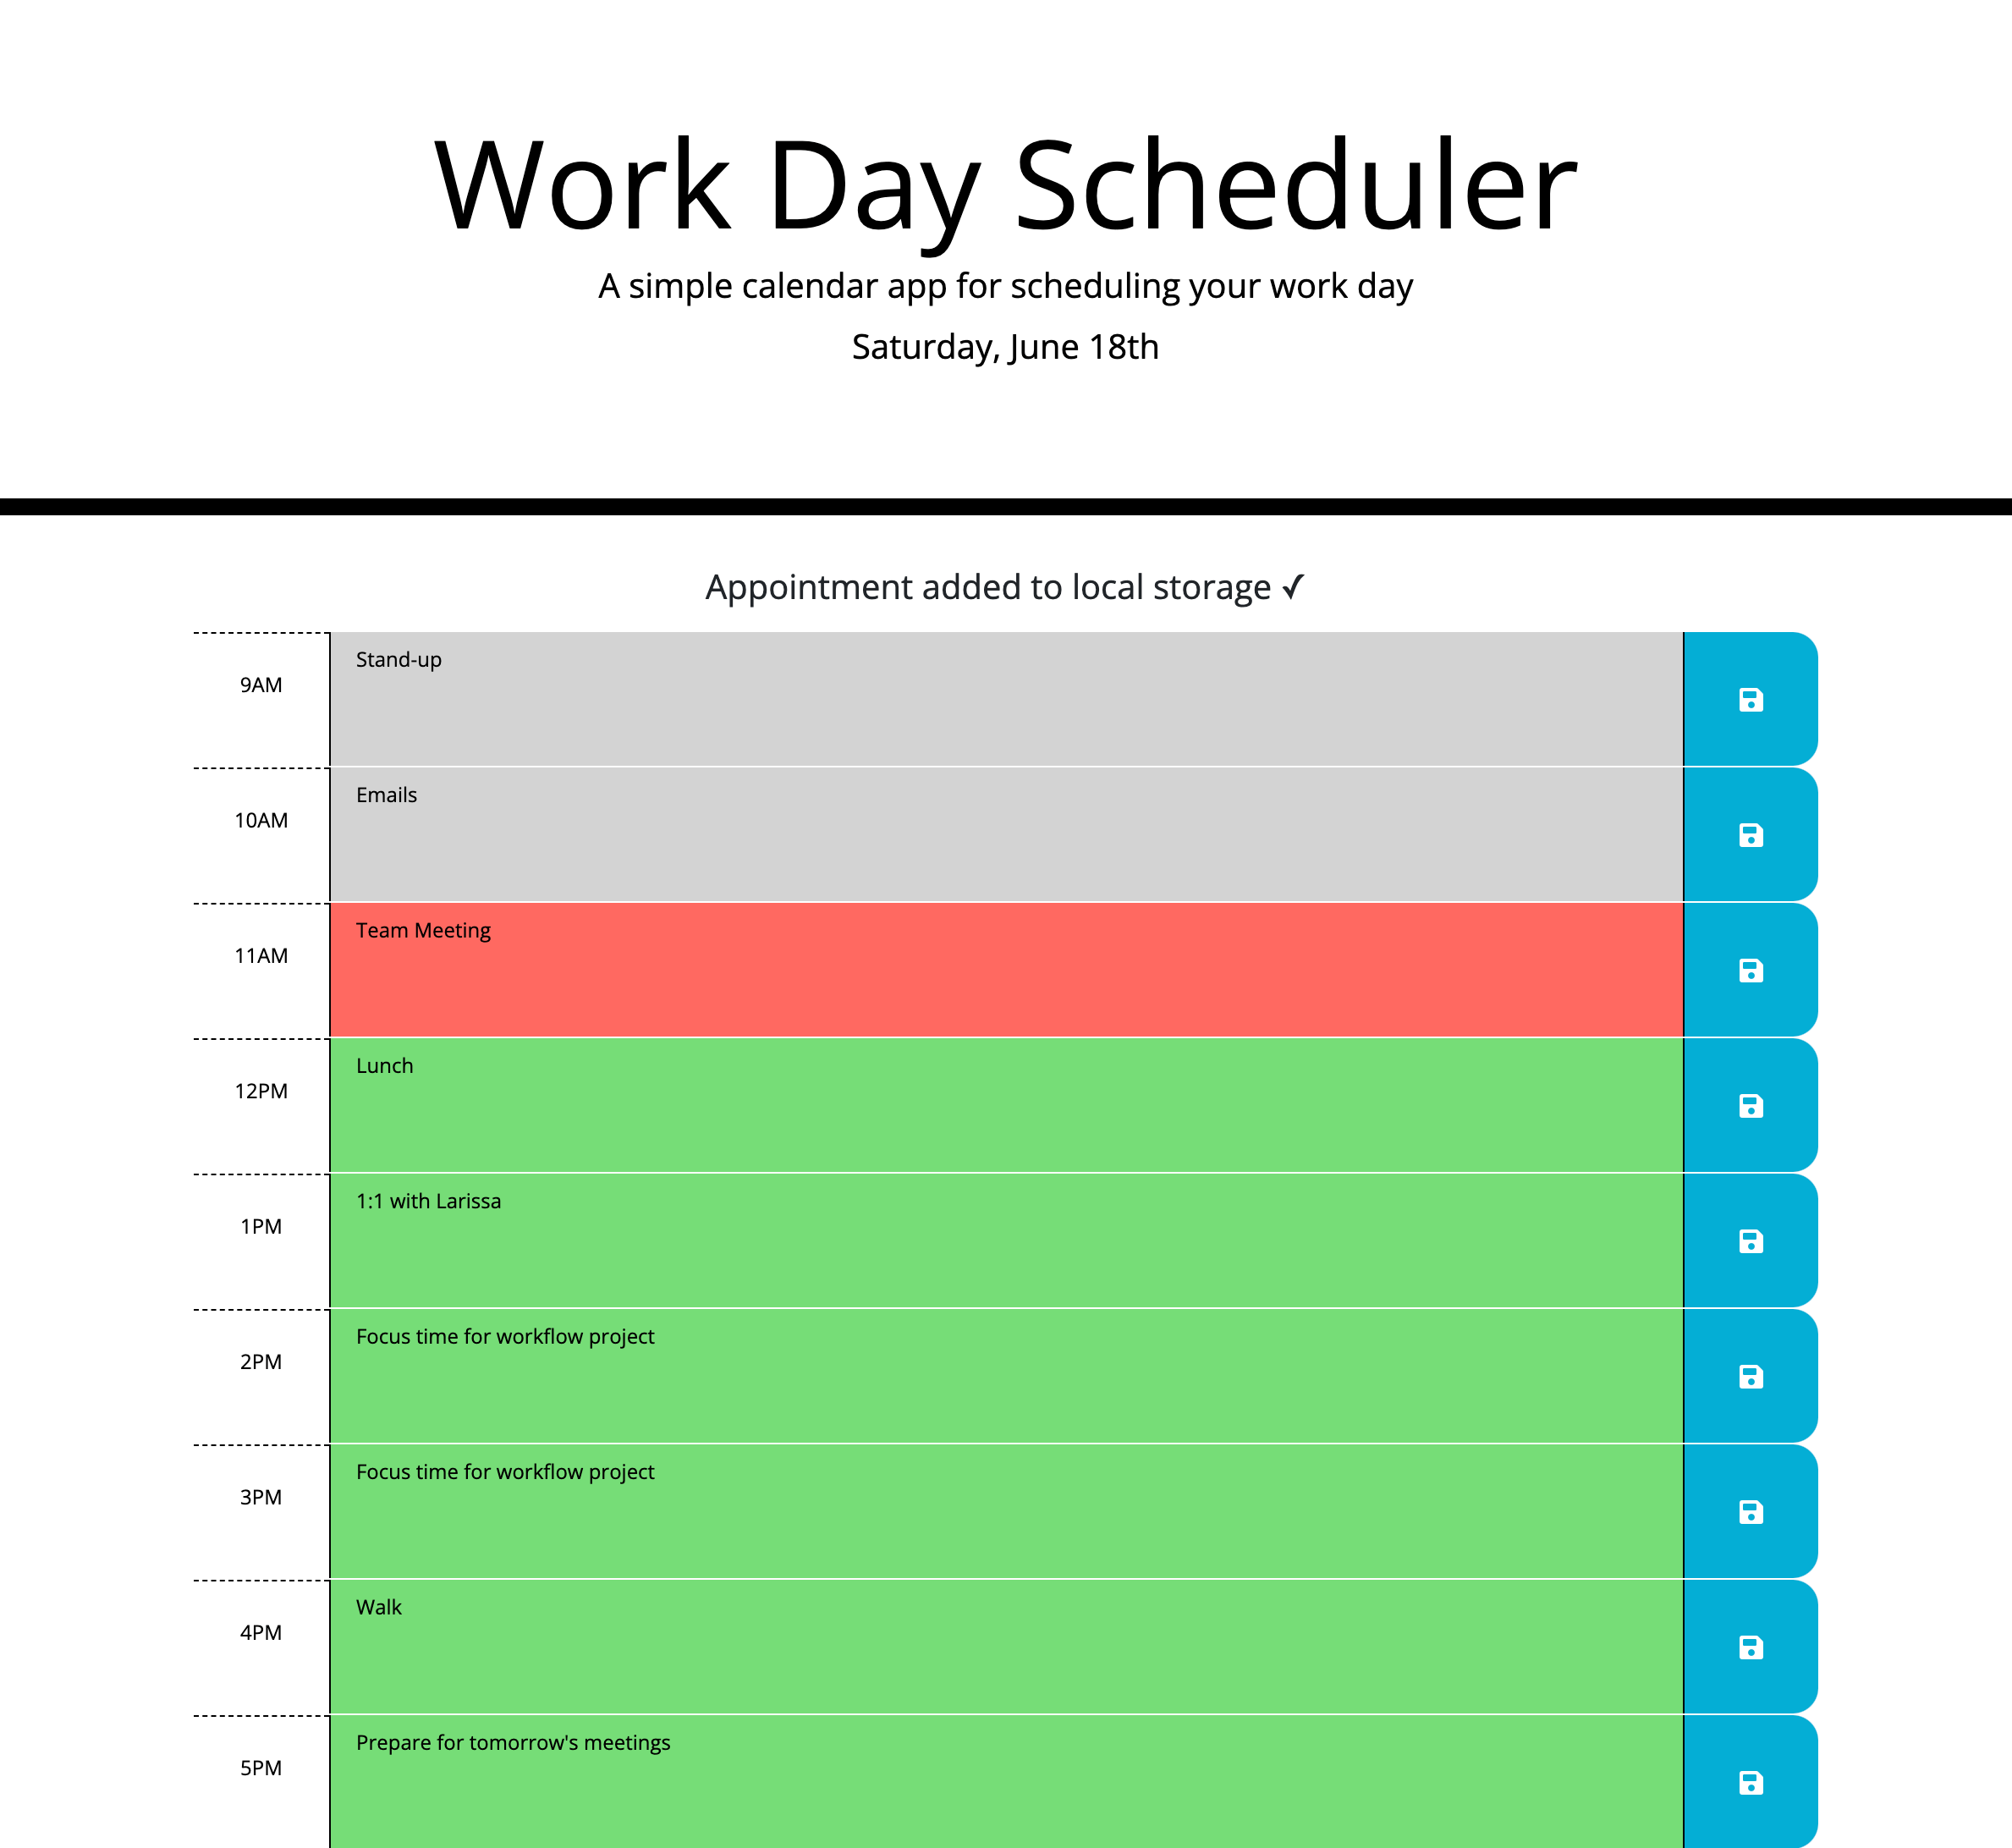 Work Day Scheduler
A simple calendar app for scheduling your work day
Saturday, June 18th
Appointment added to local storage ✓
9AM Stand-up
10AM Emails
11AM Team Meeting
12PM Lunch
1PM 1:1 with Larissa
2PM Focus time for workflow project
3PM Focus time for workflow project
4PM Walk
5PM Prepare for tomorrow's meetings